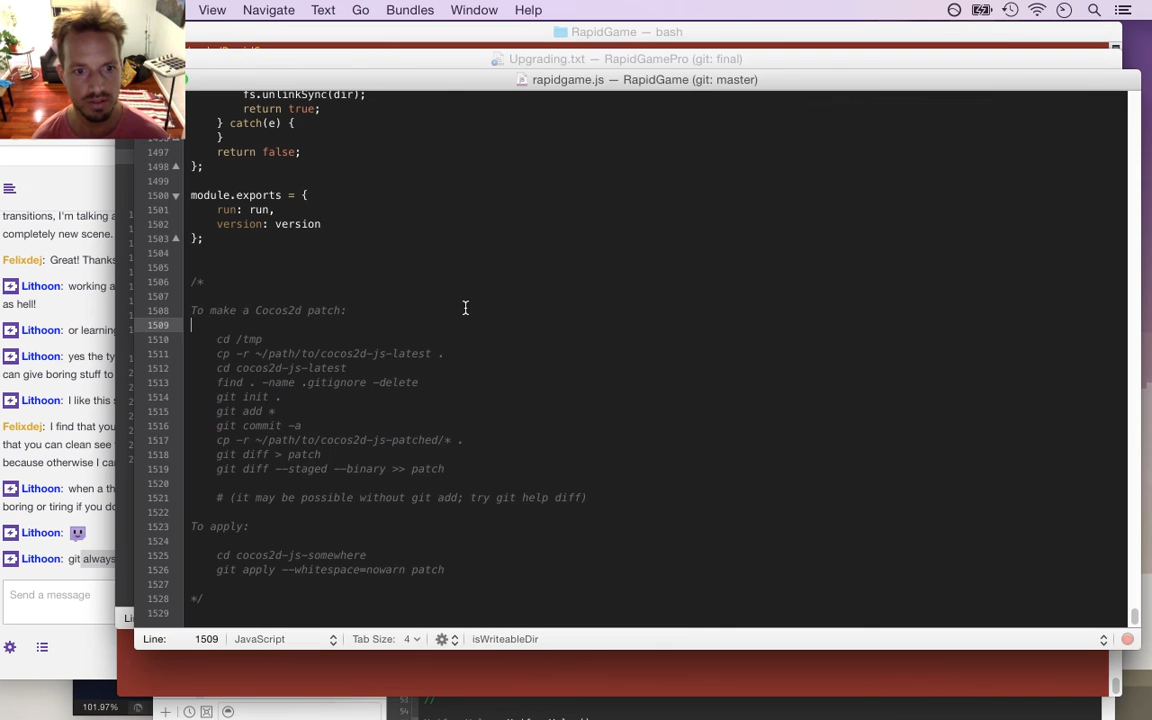 View Navigate Text Go Bundles Window Help
RapidGame — bash
Upgrading.txt — RapidGamePro (git: final)
rapidgame.js — RapidGame (git: master)
fs.unlinkSync(dir);
return true;
} catch(e) {
}
1497 return false;
1498 };
1499
1500 module.exports = {
1501 run: run,
1502 version: version
1503 };
1504
1505
1506 /*
1507
1508 To make a Cocos2d patch:
1509
1510 cd /tmp
1511 cp -r ~/path/to/cocos2d-js-latest .
1512 cd cocos2d-js-latest
1513 find . -name .gitignore -delete
1514 git init .
1515 git add *
1516 git commit -a
1517 cp -r ~/path/to/cocos2d-js-patched/* .
1518 git diff > patch
1519 git diff --staged --binary >> patch
1520
1521 # (it may be possible without git add; try git help diff)
1522
1523 To apply:
1524
1525 cd cocos2d-js-somewhere
1526 git apply --whitespace=nowarn patch
1527
1528 */
1529
Line: 1509 JavaScript Tab Size: 4 isWriteableDir
transitions, I'm talking a
completely new scene.
Felixdej: Great! Thanks
Lithoon: working a
as hell!
Lithoon: or learning
Lithoon: yes the ty
can give boring stuff to
Lithoon: I like this s
Felixdej: I find that you
that you can clean see
because otherwise I ca
Lithoon: when a th
boring or tiring if you do
Lithoon:
Lithoon: git always
Send a message
Li
101.97%
53 //
54